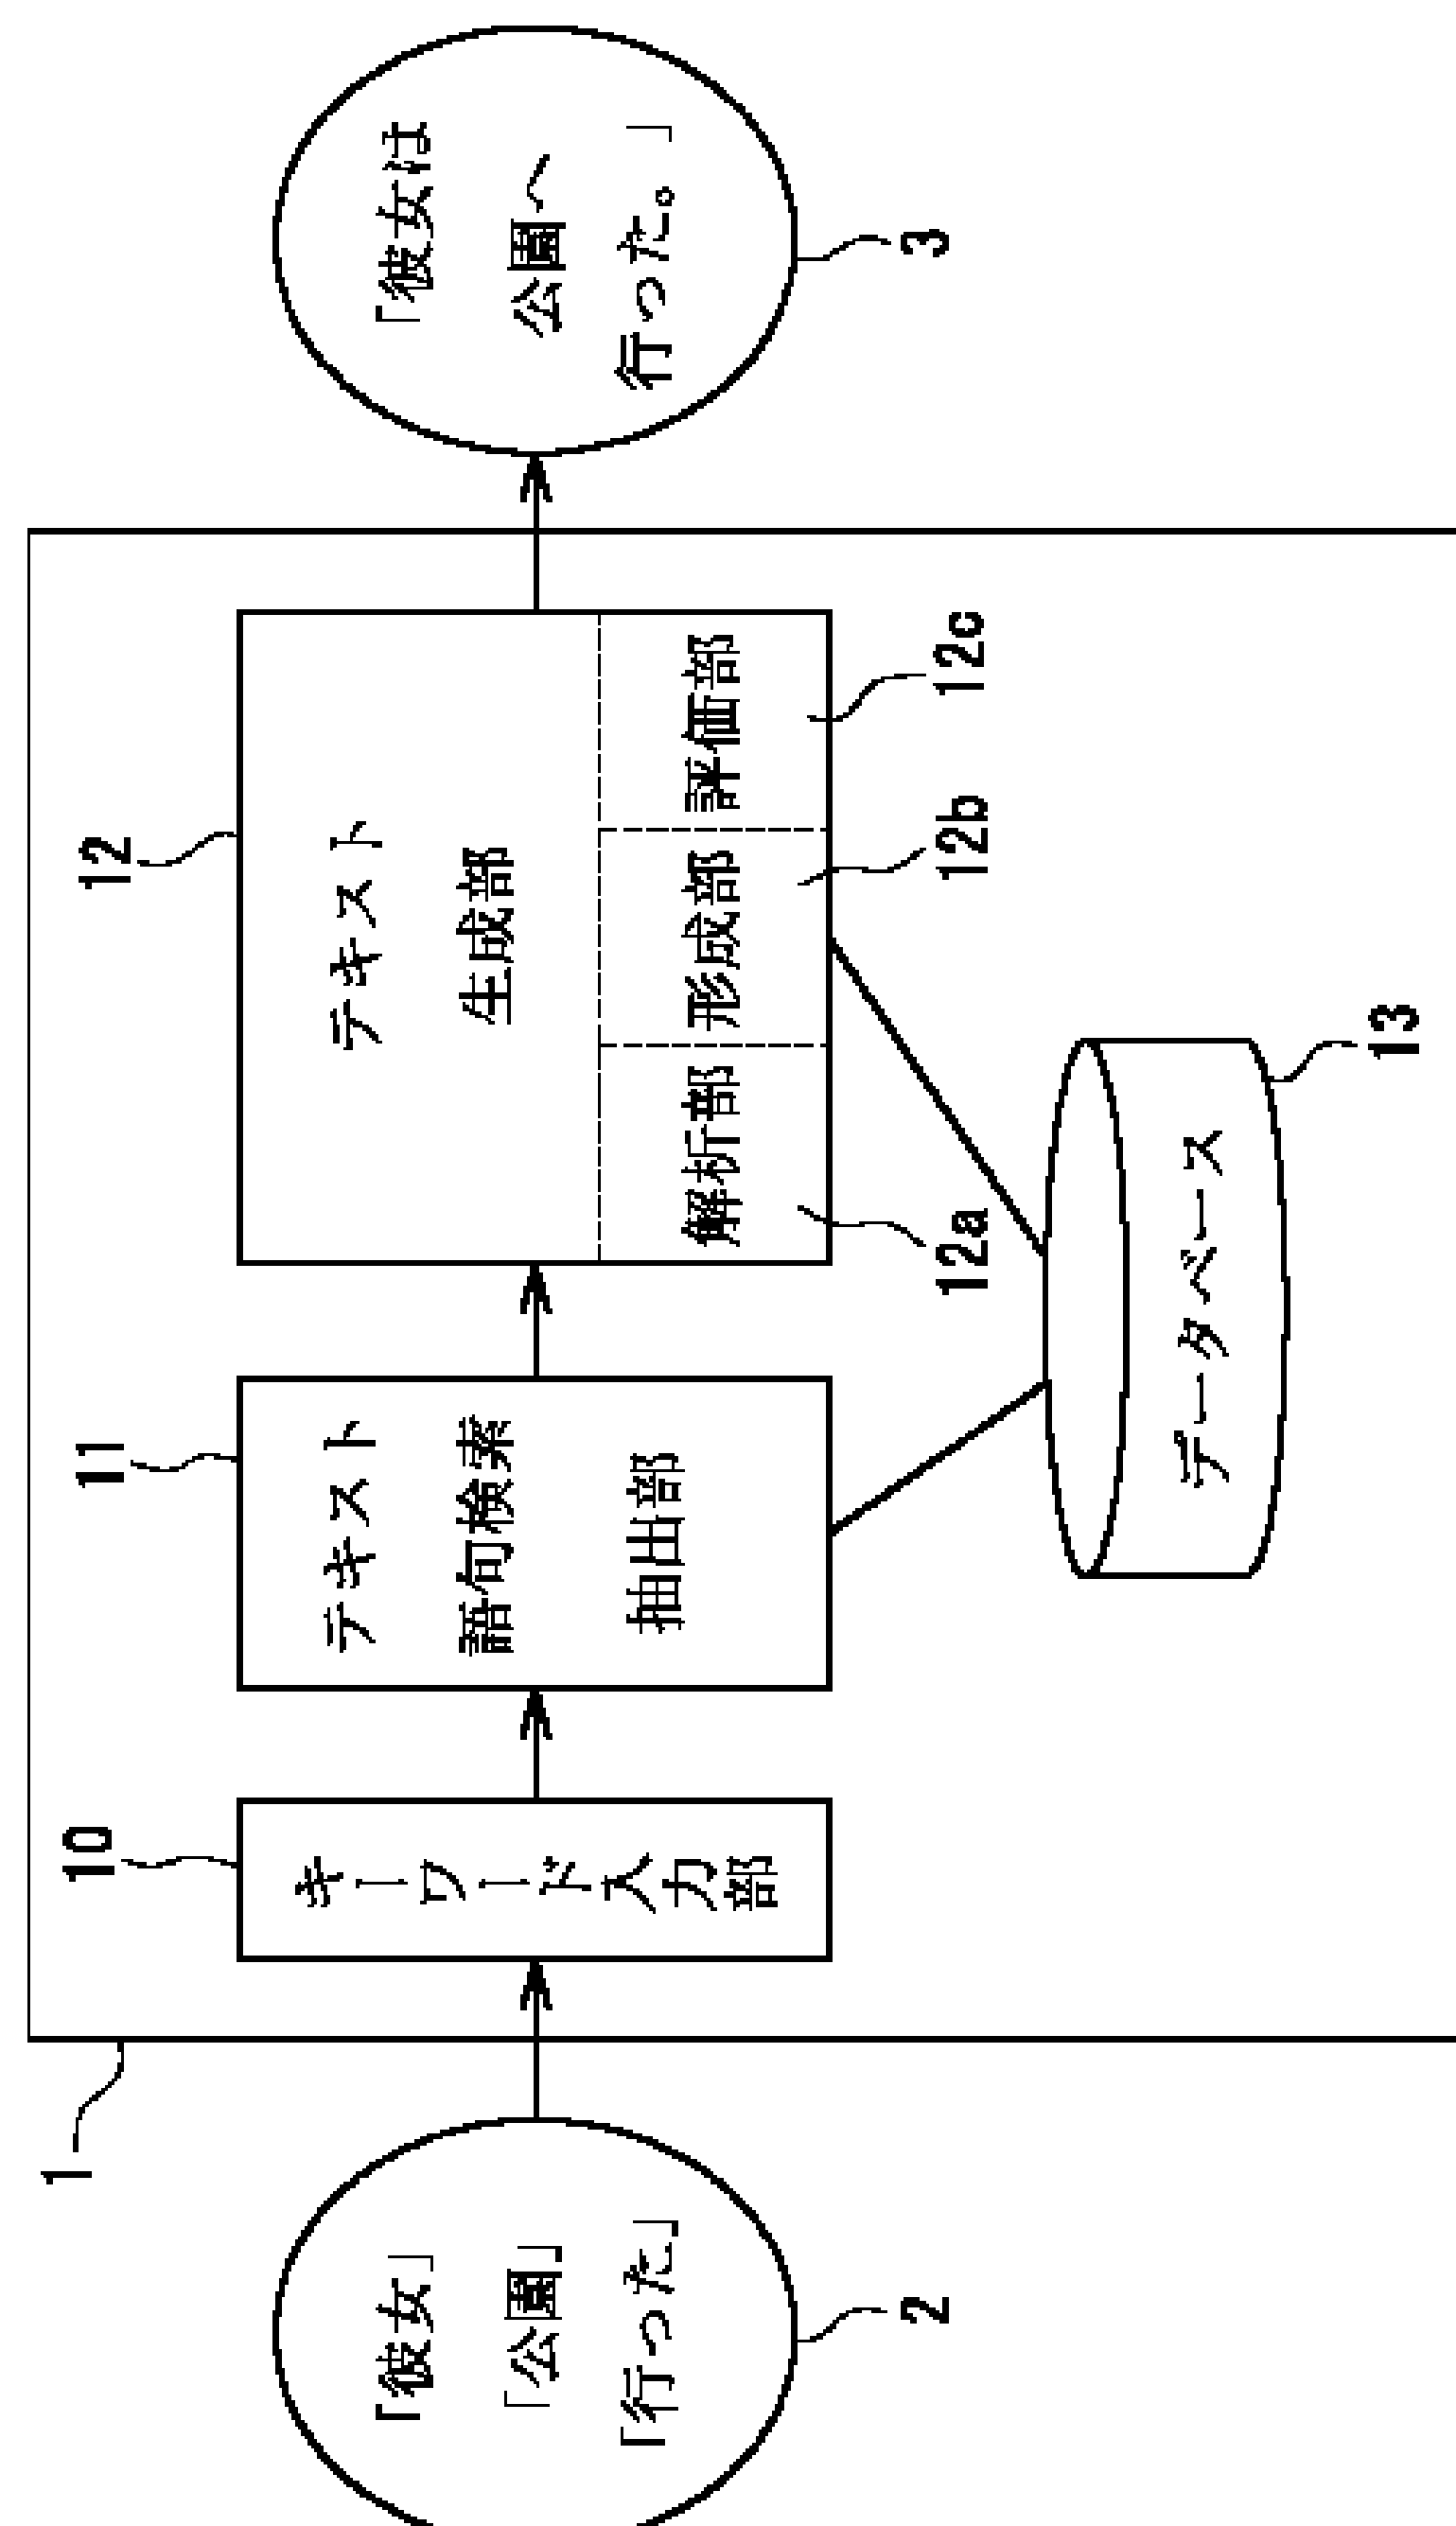 1
2
「彼女」
「公園」
「行った」
10
キーワード入力部
11
テキスト
語句検索
抽出部
12
テキスト
生成部
解析部
形成部
評価部
12a
12b
12c
データベース
13
「彼女は
公園へ
行った。」
3